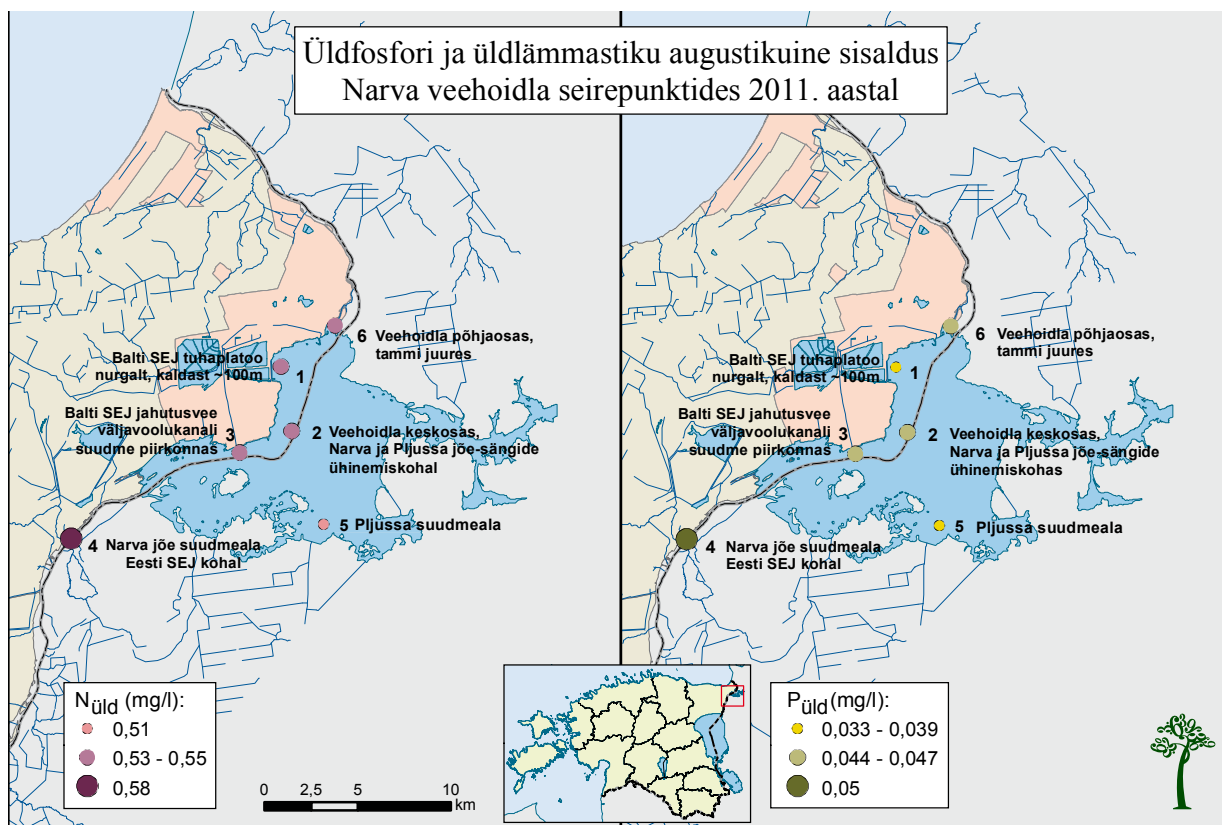 Üldfosfori ja üldlämmastiku augustikuine sisaldus
Narva veehoidla seirepunktides 2011. aastal
6
Veehoidla põhjaosas,
tammi juures
Balti SEJ tuhaplatoo
nurgalt, kaldast ~100m
1
Balti SEJ jahutusvee
väljavoolukanali
suudme piirkonnas
3
2
Veehoidla keskosas,
Narva ja Pljussa jõe-sängide
ühinemiskohal
5 Pljussa suudmeala
4
Narva jõe suudmeala
Eesti SEJ kohal
Nüld (mg/l):
0,51
0,53 - 0,55
0,58
0 2,5 5 10
km
6
Veehoidla põhjaosas,
tammi juures
Balti SEJ tuhaplatoo
nurgalt, kaldast ~100m
1
Balti SEJ jahutusvee
väljavoolukanali
suudme piirkonnas
3
2
Veehoidla keskosas,
Narva ja Pljussa jõe-sängide
ühinemiskohas
5 Pljussa suudmeala
4
Narva jõe suudmeala
Eesti SEJ kohal
Püld (mg/l):
0,033 - 0,039
0,044 - 0,047
0,05